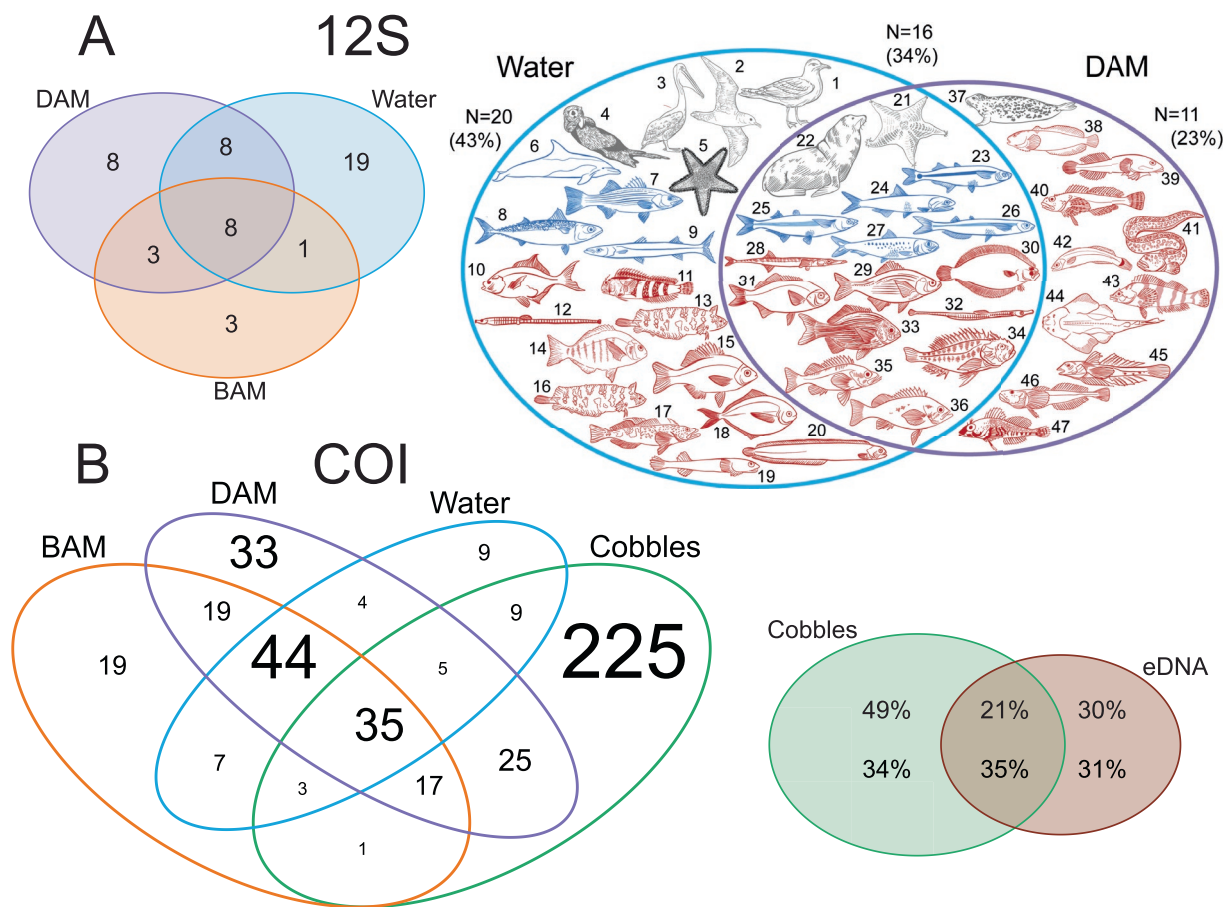 A 12S
DAM Water
8 8 19
8
3 1
3
BAM
N=16
(34%)
Water DAM
N=20
(43%)
N=11
(23%)
1
2
3
4
5
6
7
8
9
10
11
12
13
14
15
16
17
18
19
20
21
22
23
24
25
26
27
28
29
30
31
32
33
34
35
36
37
38
39
40
41
42
43
44
45
46
47
B COI
DAM
Water
BAM Cobbles
33 9
19 4 9
19 44 5 225
35
7 3 17 25
1
Cobbles
eDNA
49% 21% 30%
34% 35% 31%